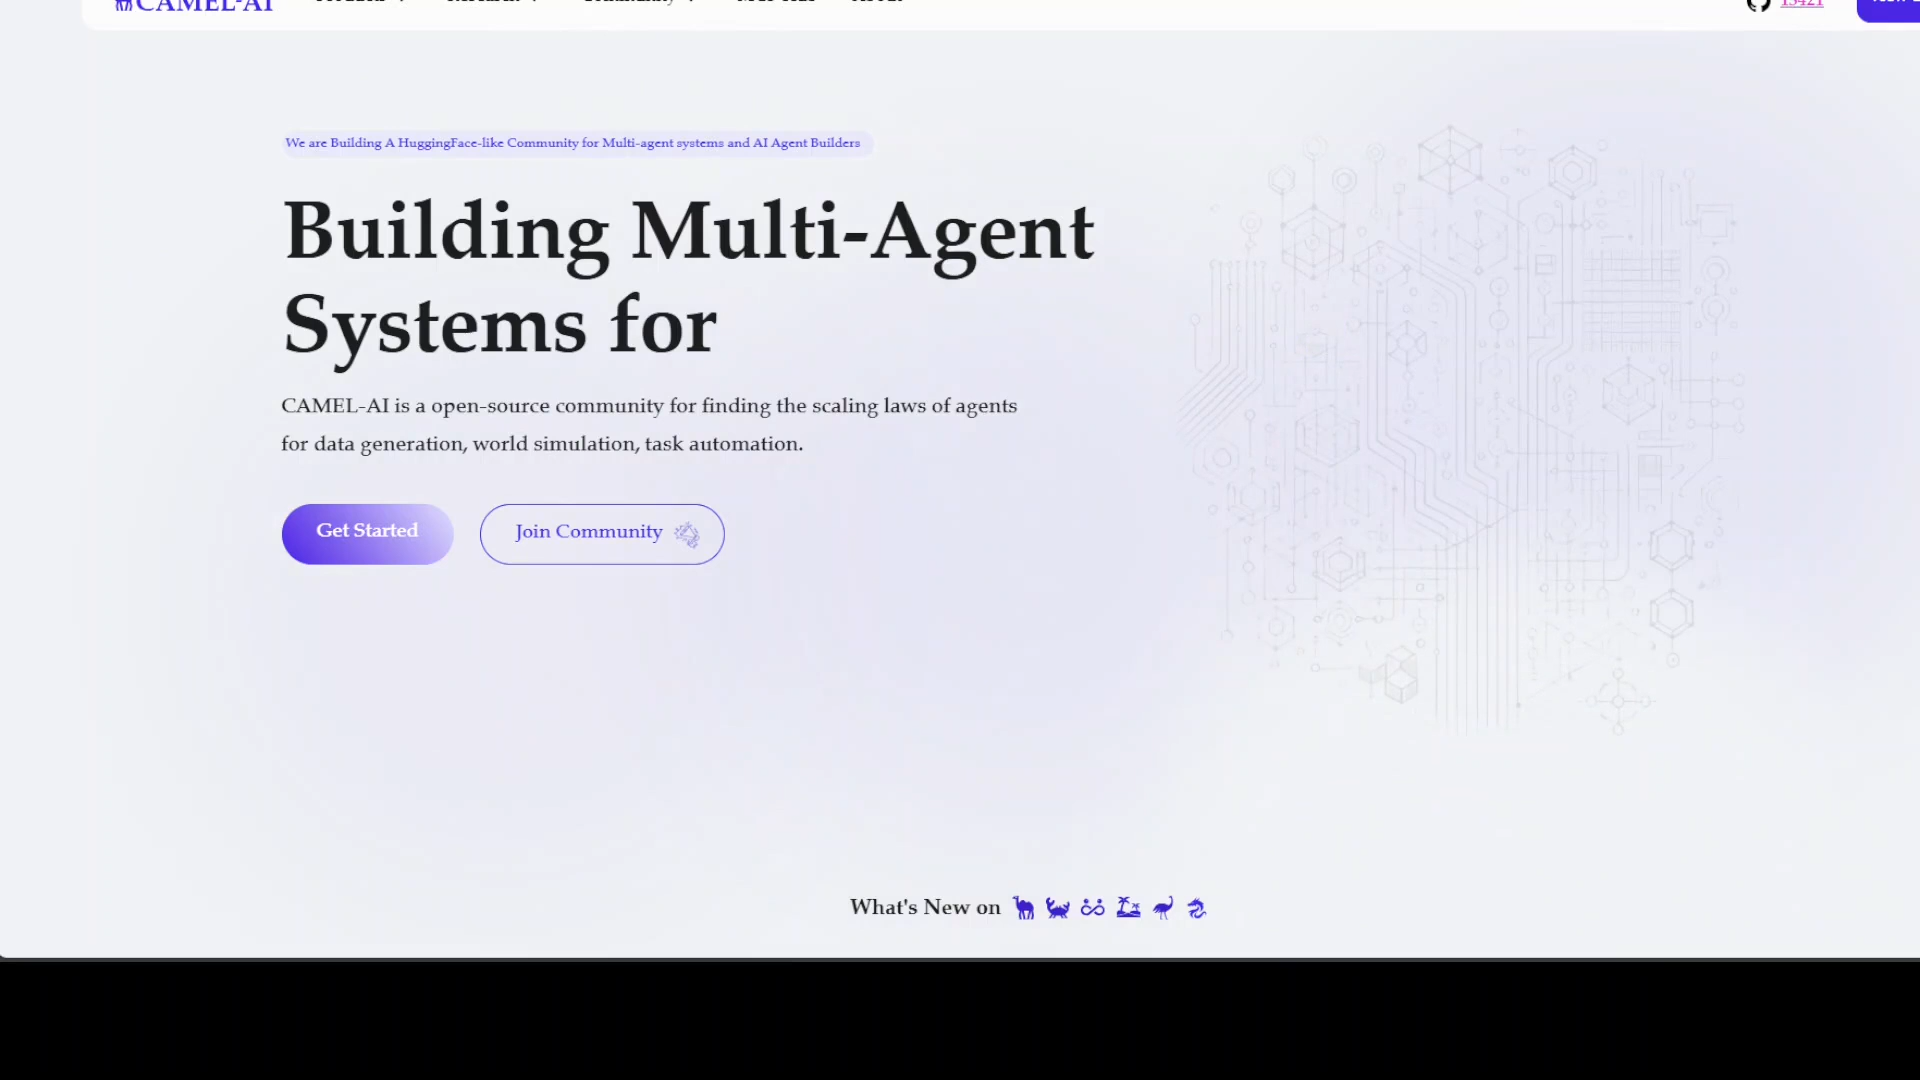 CAMEL-AI
13421
We are Building A HuggingFace-like Community for Multi-agent systems and AI Agent Builders
Building Multi-Agent
Systems for
CAMEL-AI is a open-source community for finding the scaling laws of agents
for data generation, world simulation, task automation.
Get Started
Join Community
What's New on